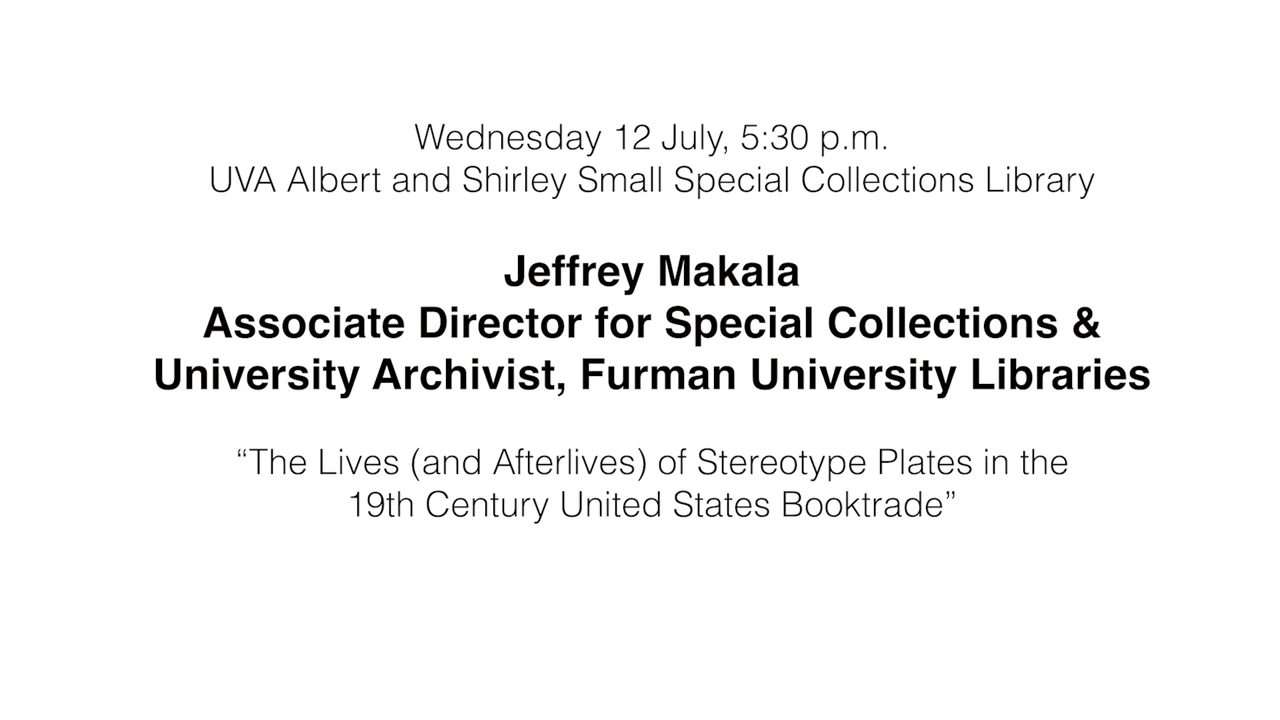 Wednesday 12 July, 5:30 p.m.
UVA Albert and Shirley Small Special Collections Library
Jeffrey Makala
Associate Director for Special Collections &
University Archivist, Furman University Libraries
“The Lives (and Afterlives) of Stereotype Plates in the
19th Century United States Booktrade”